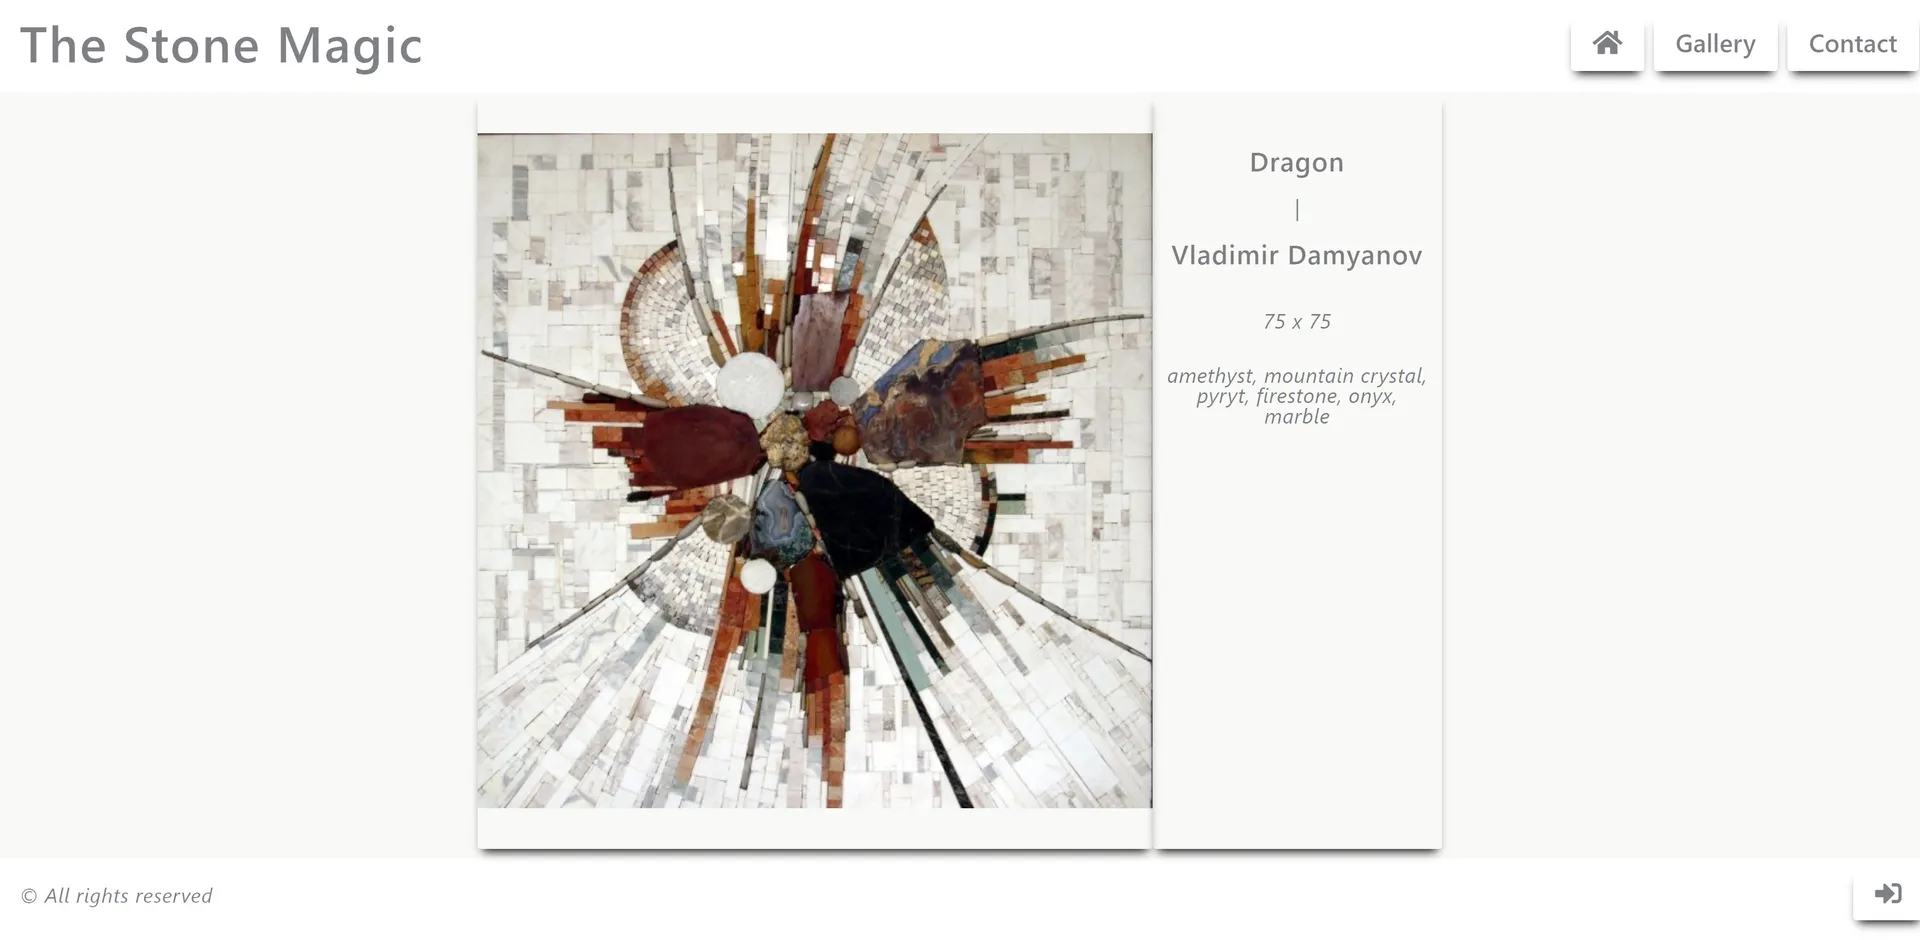 The Stone Magic
Gallery
Contact
Dragon
|
Vladimir Damyanov
75 x 75
amethyst, mountain crystal,
pyryt, firestone, onyx,
marble
© All rights reserved